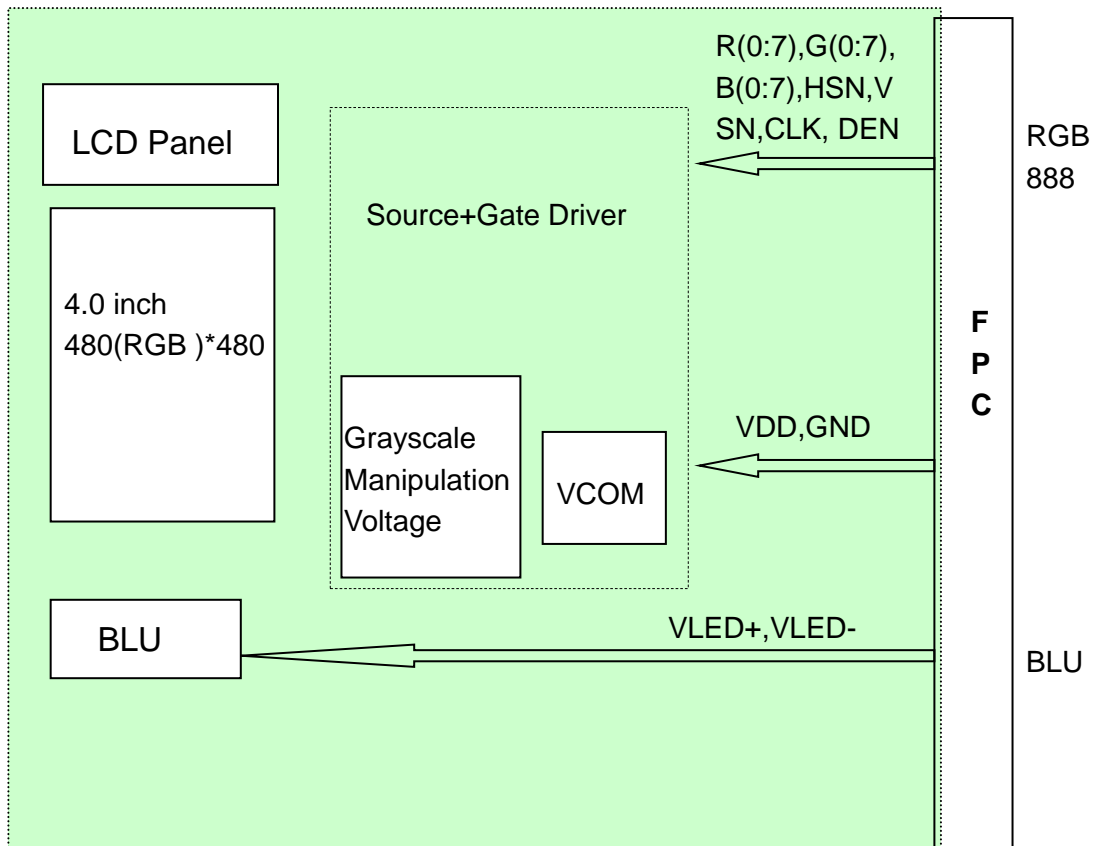 LCD Panel
4.0 inch
480(RGB )*480
BLU
Source+Gate Driver
Grayscale
Manipulation
Voltage
VCOM
R(0:7),G(0:7),
B(0:7),HSN,V
SN,CLK, DEN
VDD,GND
VLED+,VLED-
F
P
C
RGB
888
BLU